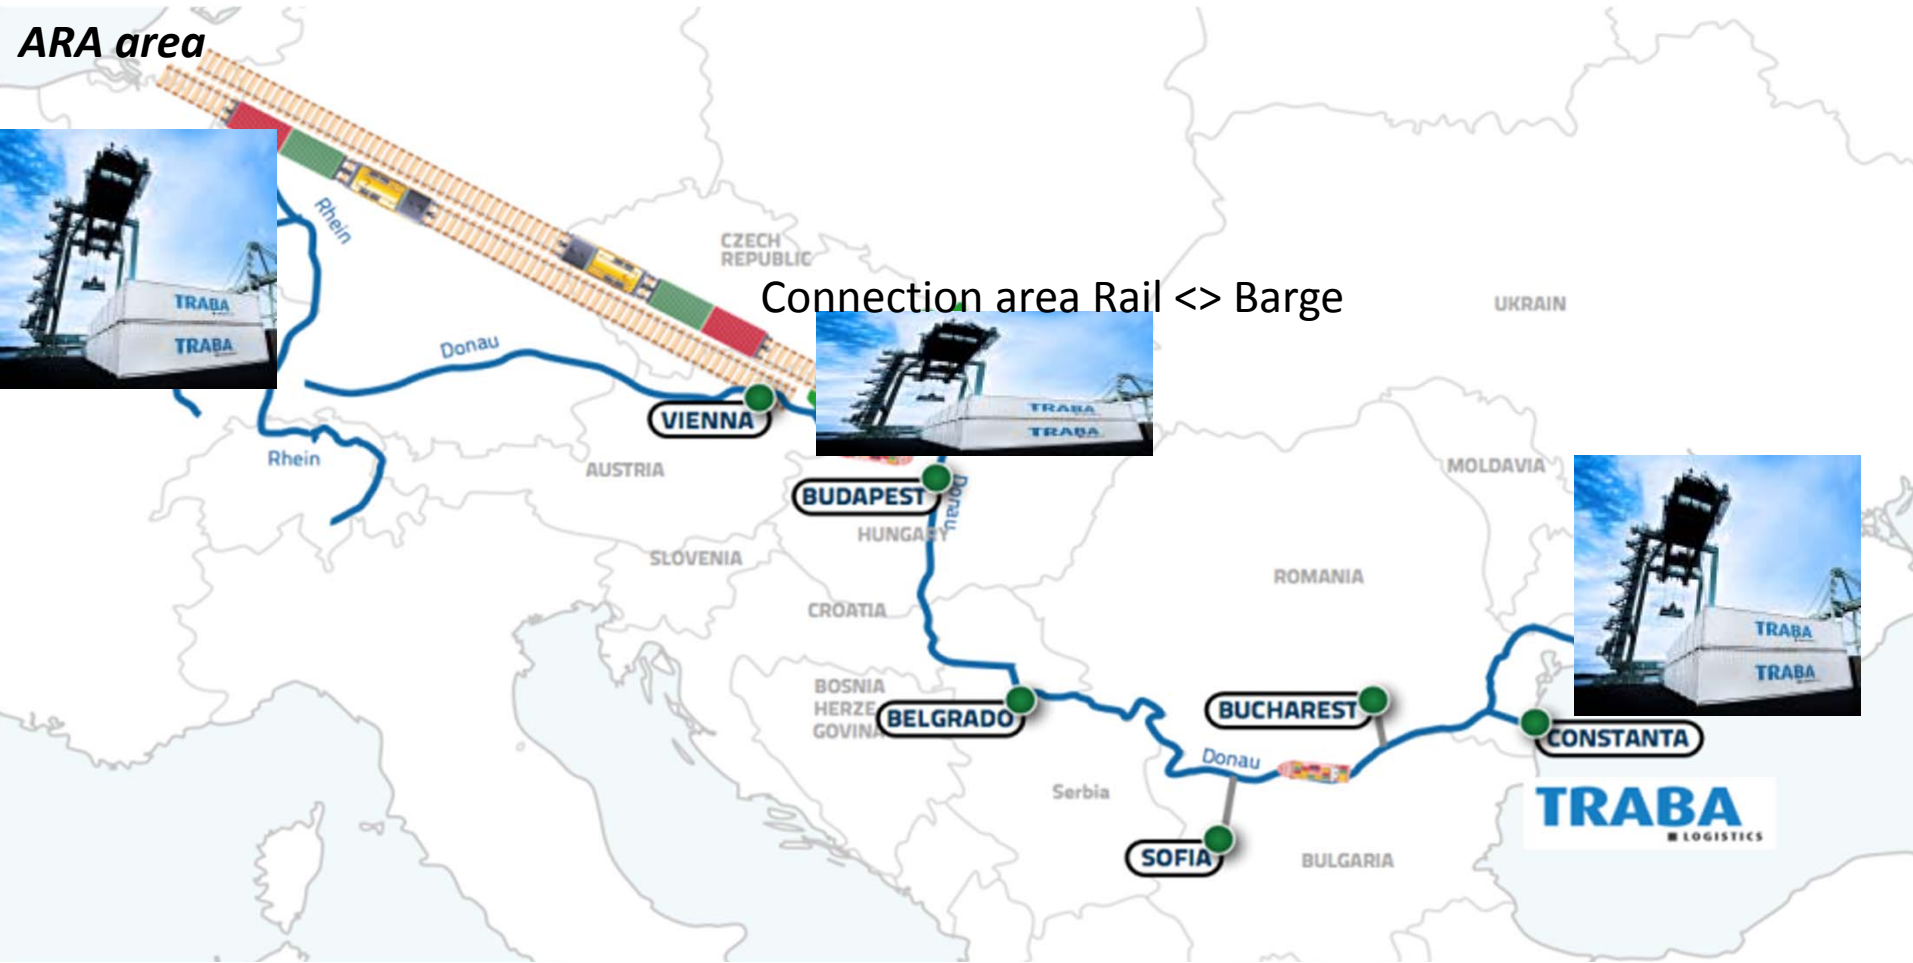 ARA area
Rhein
CZECH
REPUBLIC
Connection area Rail <> Barge
UKRAIN
TRABA
TRABA
Donau
VIENNA
TRABA
TRABA
Rhein
AUSTRIA
MOLDAVIA
BUDAPEST
Donau
HUNGARY
SLOVENIA
ROMANIA
CROATIA
TRABA
TRABA
BOSNIA
HERZE
GOVINA
BELGRADO
BUCHAREST
CONSTANTA
Donau
Serbia
TRABA
LOGISTICS
SOFIA
BULGARIA